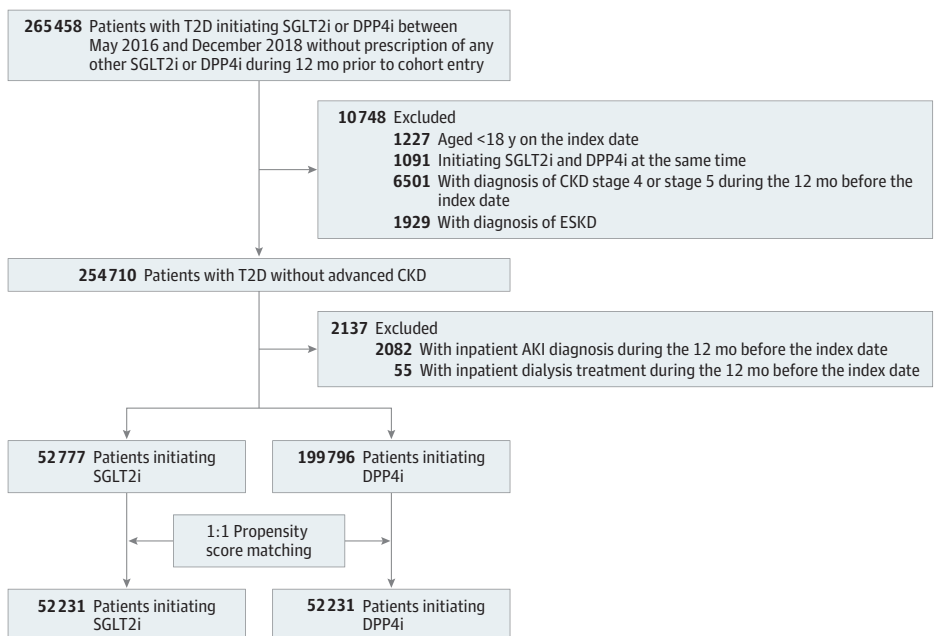 265458 Patients with T2D initiating SGLT2i or DPP4i between
May 2016 and December 2018 without prescription of any
other SGLT2i or DPP4i during 12 mo prior to cohort entry
10748 Excluded
1227 Aged <18 y on the index date
1091 Initiating SGLT2i and DPP4i at the same time
6501 With diagnosis of CKD stage 4 or stage 5 during the 12 mo before the
index date
1929 With diagnosis of ESKD
254710 Patients with T2D without advanced CKD
2137 Excluded
2082 With inpatient AKI diagnosis during the 12 mo before the index date
55 With inpatient dialysis treatment during the 12 mo before the index date
52777 Patients initiating
SGLT2i
199796 Patients initiating
DPP4i
1:1 Propensity
score matching
52231 Patients initiating
SGLT2i
52231 Patients initiating
DPP4i